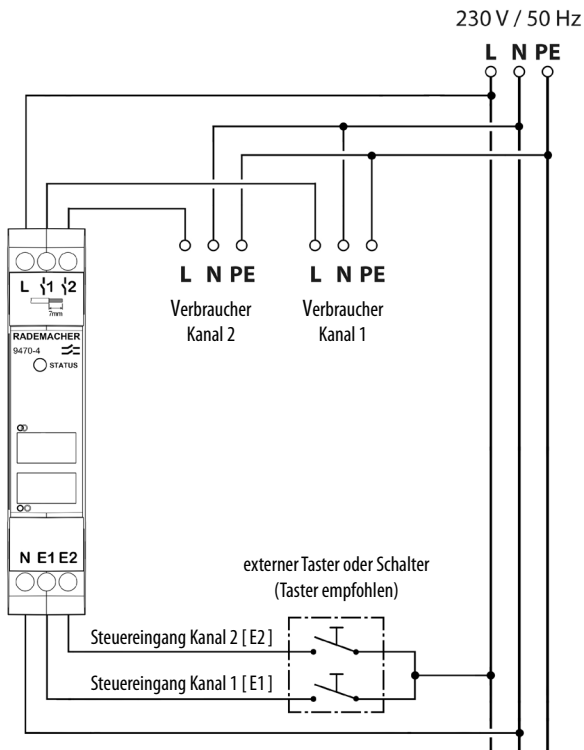 230 V / 50 Hz
L N PE
L N PE
L N PE
Verbraucher
Kanal 2
Verbraucher
Kanal 1
L 1 2
7mm
RADEMACHER
9470-4
STATUS
N E1 E2
externer Taster oder Schalter
(Taster empfohlen)
Steuereingang Kanal 2 [ E2 ]
Steuereingang Kanal 1 [ E1 ]